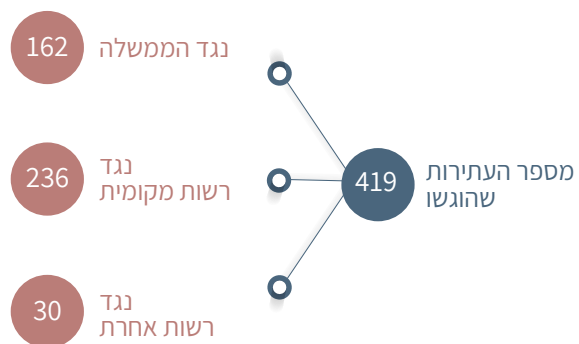 מספר העתירות
שהוגשו
419
נגד הממשלה
162
נגד
רשות מקומית
236
נגד
רשות אחרת
30